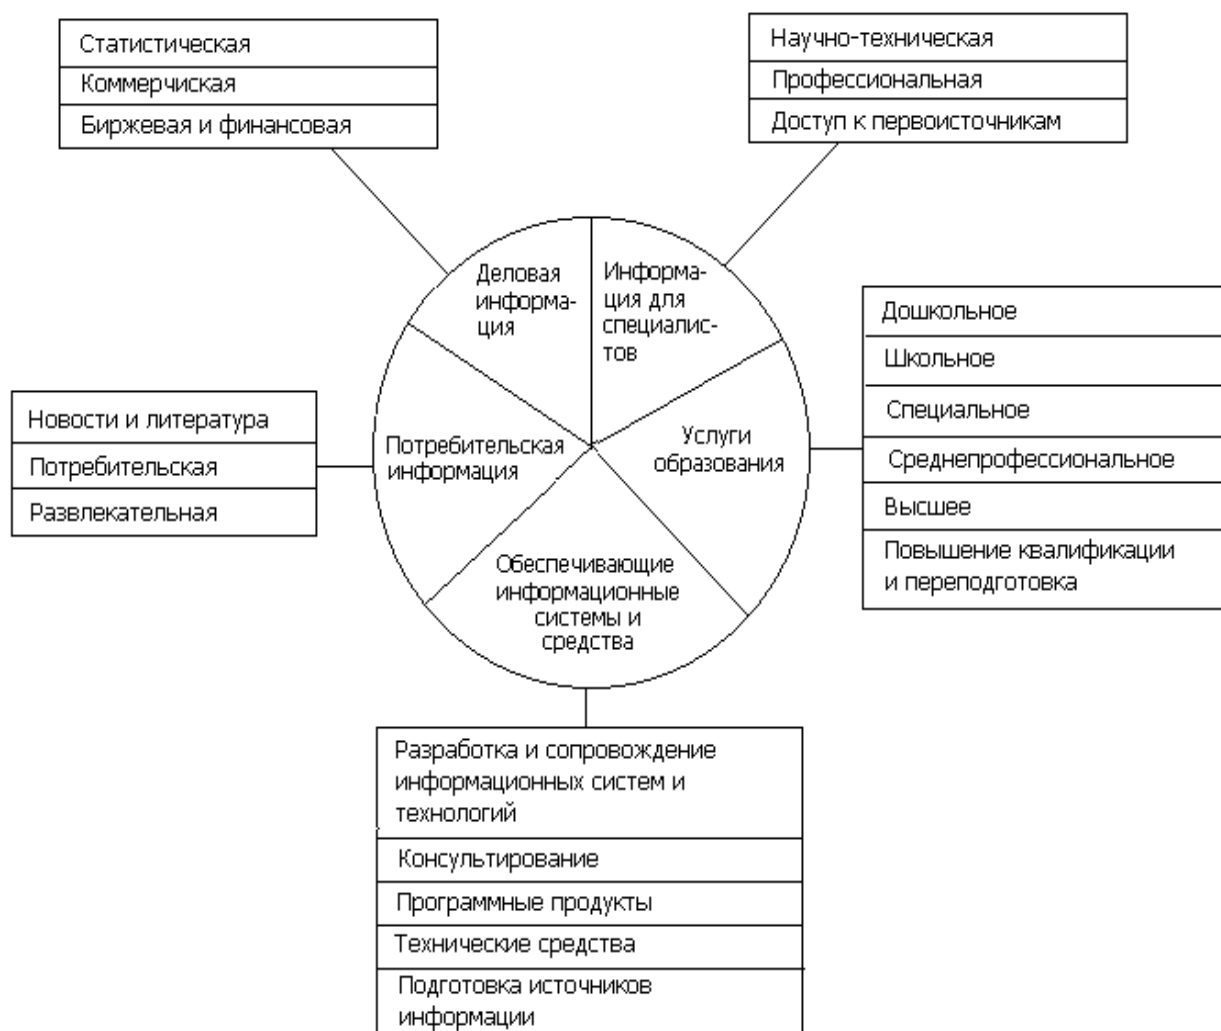 Статистическая
Коммерчиская
Биржевая и финансовая
Научно-техническая
Профессиональная
Доступ к первоисточникам
Деловая
информа-
ция
Информа-
ция для
специалис-
тов
Дошкольное
Школьное
Специальное
Среднепрофессиональное
Высшее
Повышение квалификации
и переподготовка
Новости и литература
Потребительская
Развлекательная
Потребительская
информация
Услуги
образования
Обеспечивающие
информационные
системы и
средства
Разработка и сопровождение
информационных систем и
технологий
Консультирование
Программные продукты
Технические средства
Подготовка источников
информации